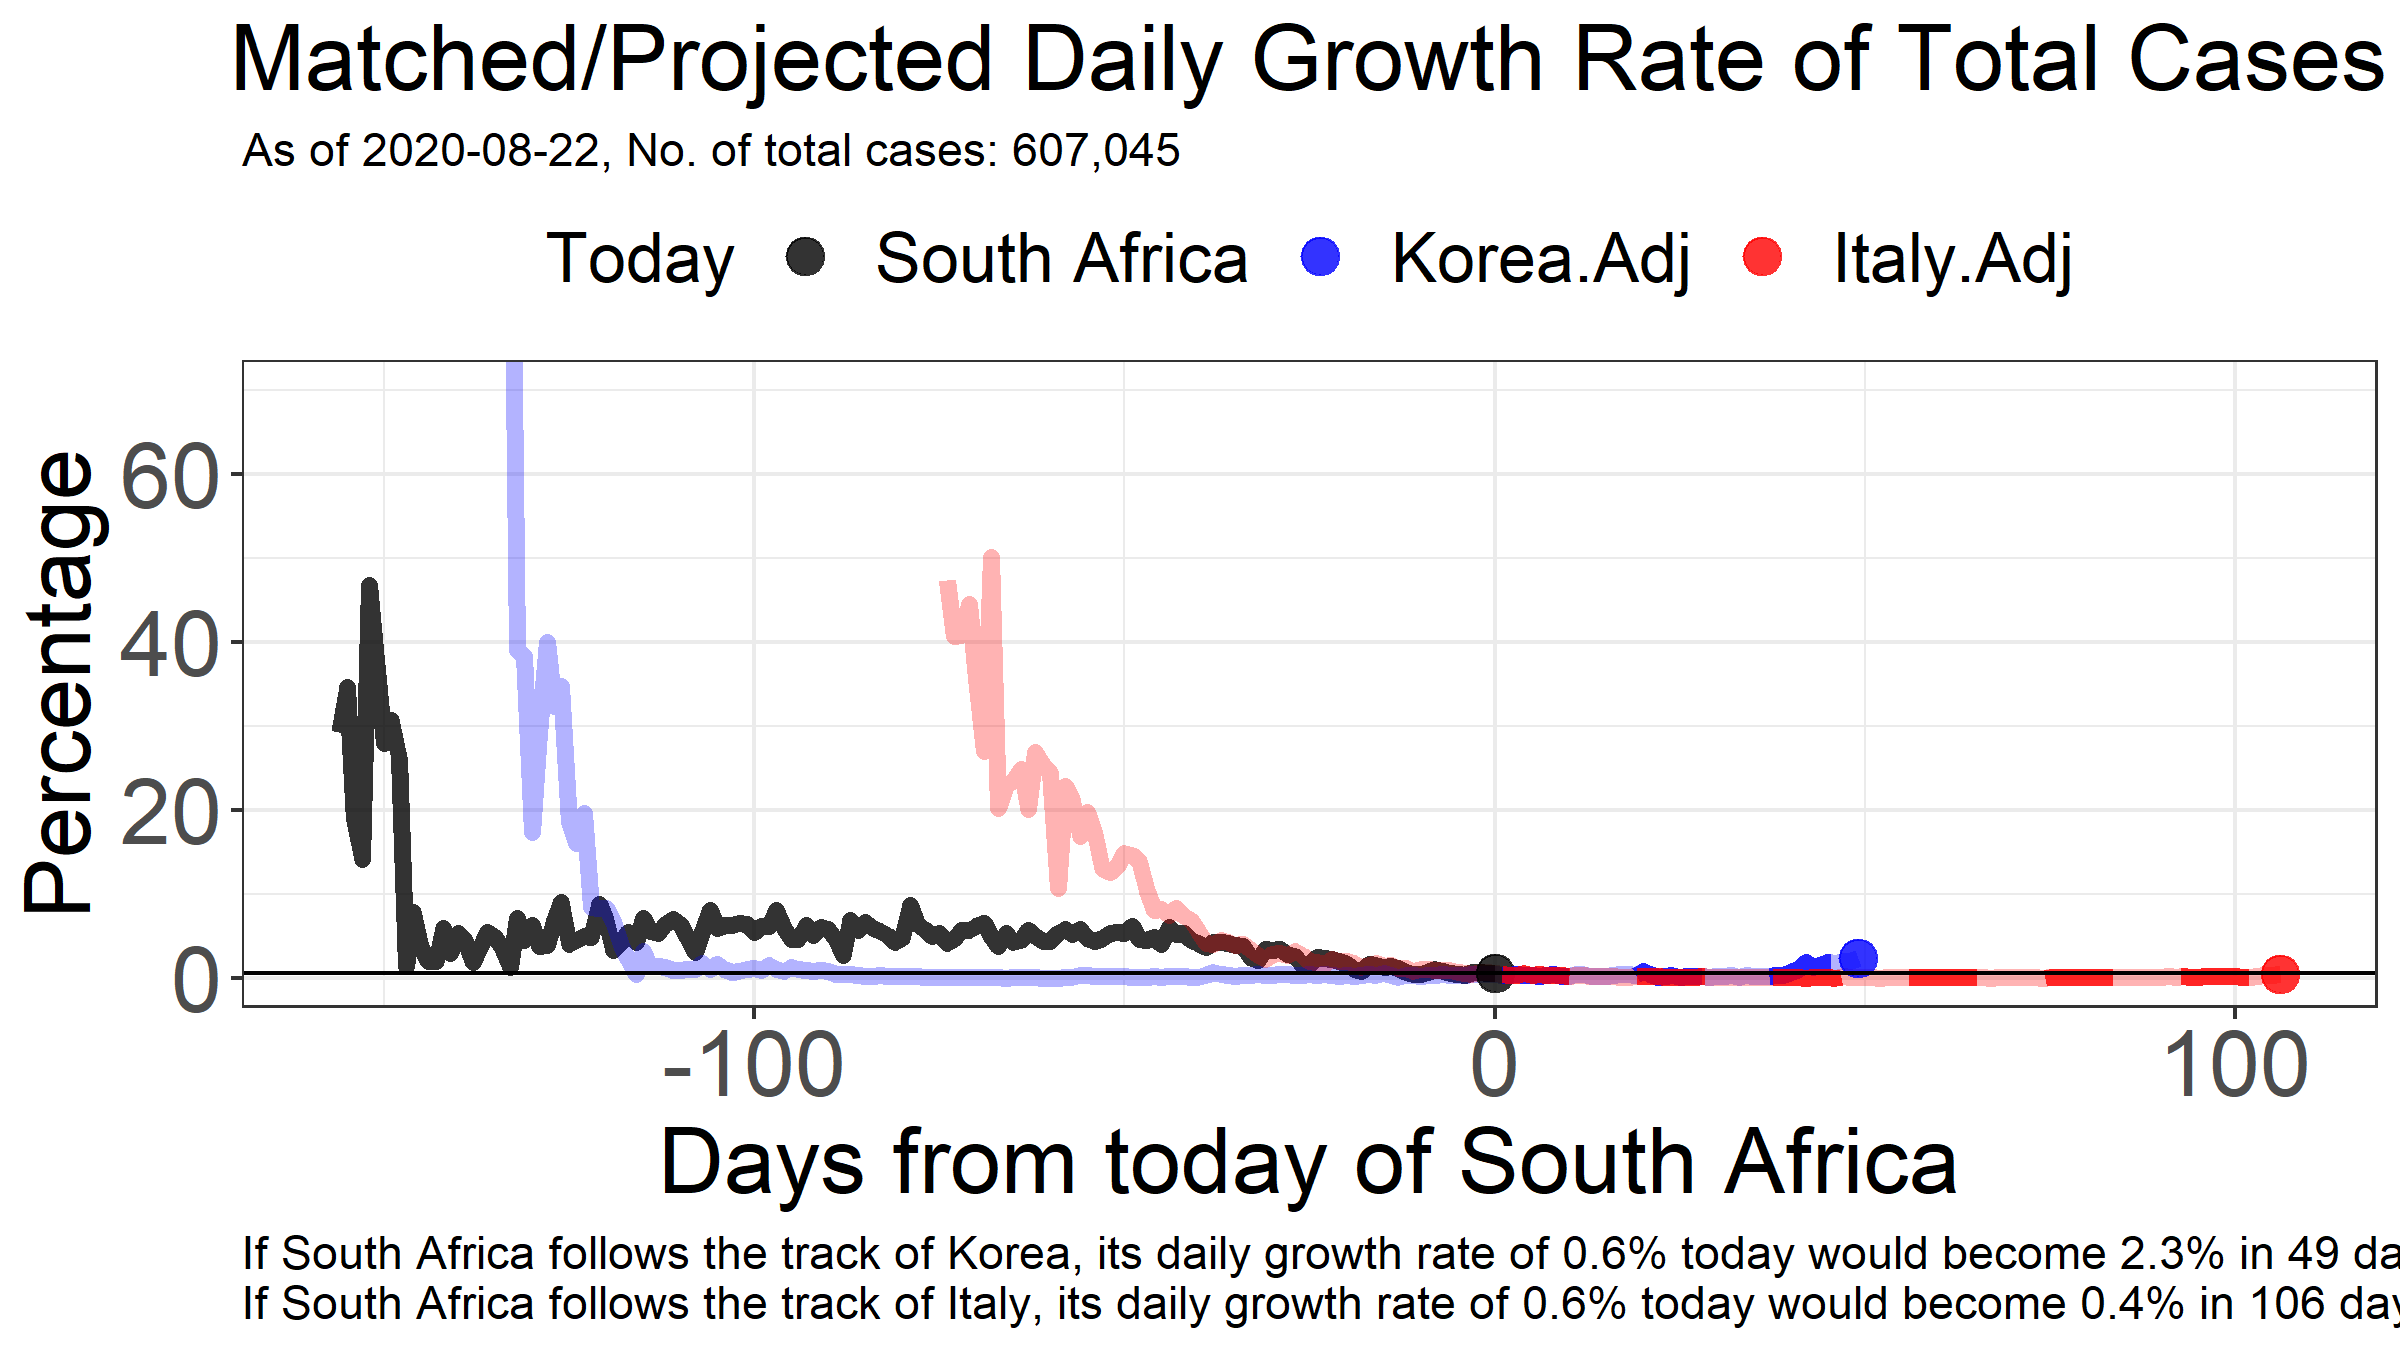 Matched/Projected Daily Growth Rate of Total Cases
As of 2020-08-22, No. of total cases: 607,045
Today South Africa Korea.Adj Italy.Adj
Percentage
60
40
20
0
-100 0 100
Days from today of South Africa
If South Africa follows the track of Korea, its daily growth rate of 0.6% today would become 2.3% in 49 da
If South Africa follows the track of Italy, its daily growth rate of 0.6% today would become 0.4% in 106 day